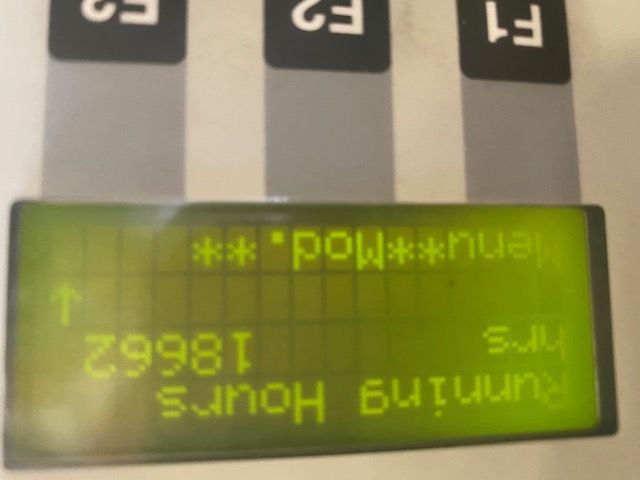 Running Hours
hrs 18662
↓
Menu**Mod.**
F1 F2 F3